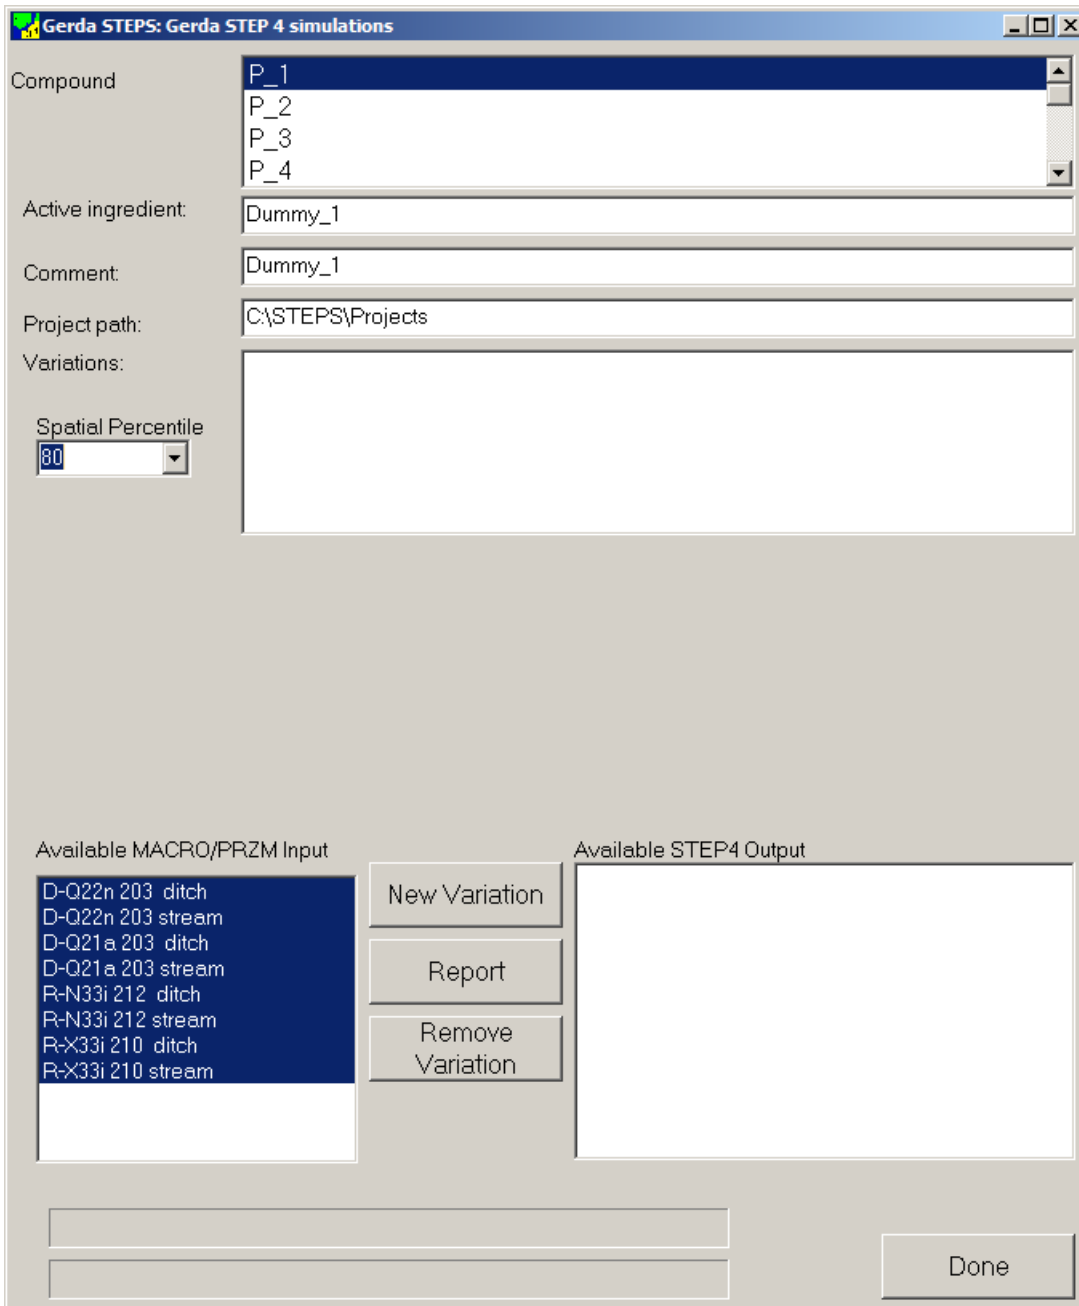 Gerda STEPS: Gerda STEP 4 simulations
Compound
P_1
P_2
P_3
P_4
Active ingredient:
Dummy_1
Comment:
Dummy_1
Project path:
C:\STEPS\Projects
Variations:
Spatial Percentile
80
Available MACRO/PRZM Input
D-Q22n 203  ditch
D-Q22n 203 stream
D-Q21a 203  ditch
D-Q21a 203 stream
R-N33i 212  ditch
R-N33i 212 stream
R-X33i 210  ditch
R-X33i 210 stream
New Variation
Report
Remove
Variation
Available STEP4 Output
Done